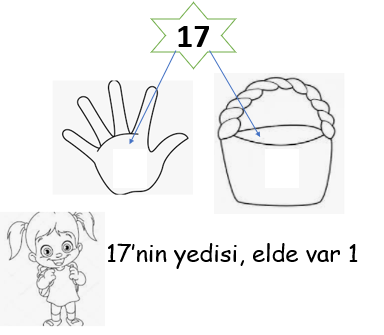 17
17'nin yedisi, elde var 1